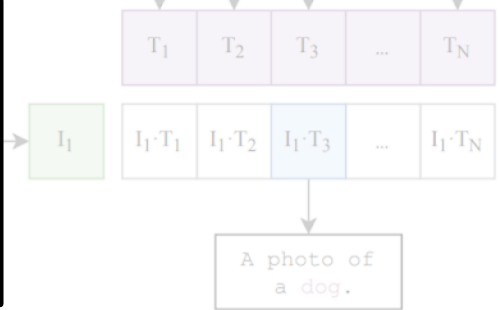 T1 T2 T3 ... TN
I1 I1·T1 I1·T2 I1·T3 ... I1·TN
A photo of
a dog.